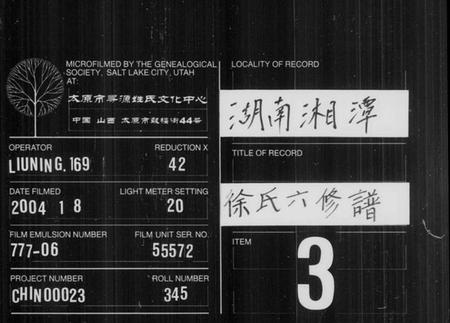 MICROFILMED BY THE GENEALOGICAL
SOCIETY, SALT LAKE CITY, UTAH
AT:
太原市寻源姓氏文化中心
中国 山西 太原市鼓楼街44号
OPERATOR
LIUNING.169
REDUCTION X
42
DATE FILMED
2004 1 8
LIGHT METER SETTING
20
FILM EMULSION NUMBER
777-06
FILM UNIT SER. NO.
55572
PROJECT NUMBER
CHIN00023
ROLL NUMBER
345
LOCALITY OF RECORD
湖南湘潭
TITLE OF RECORD
徐氏六修譜
ITEM
3